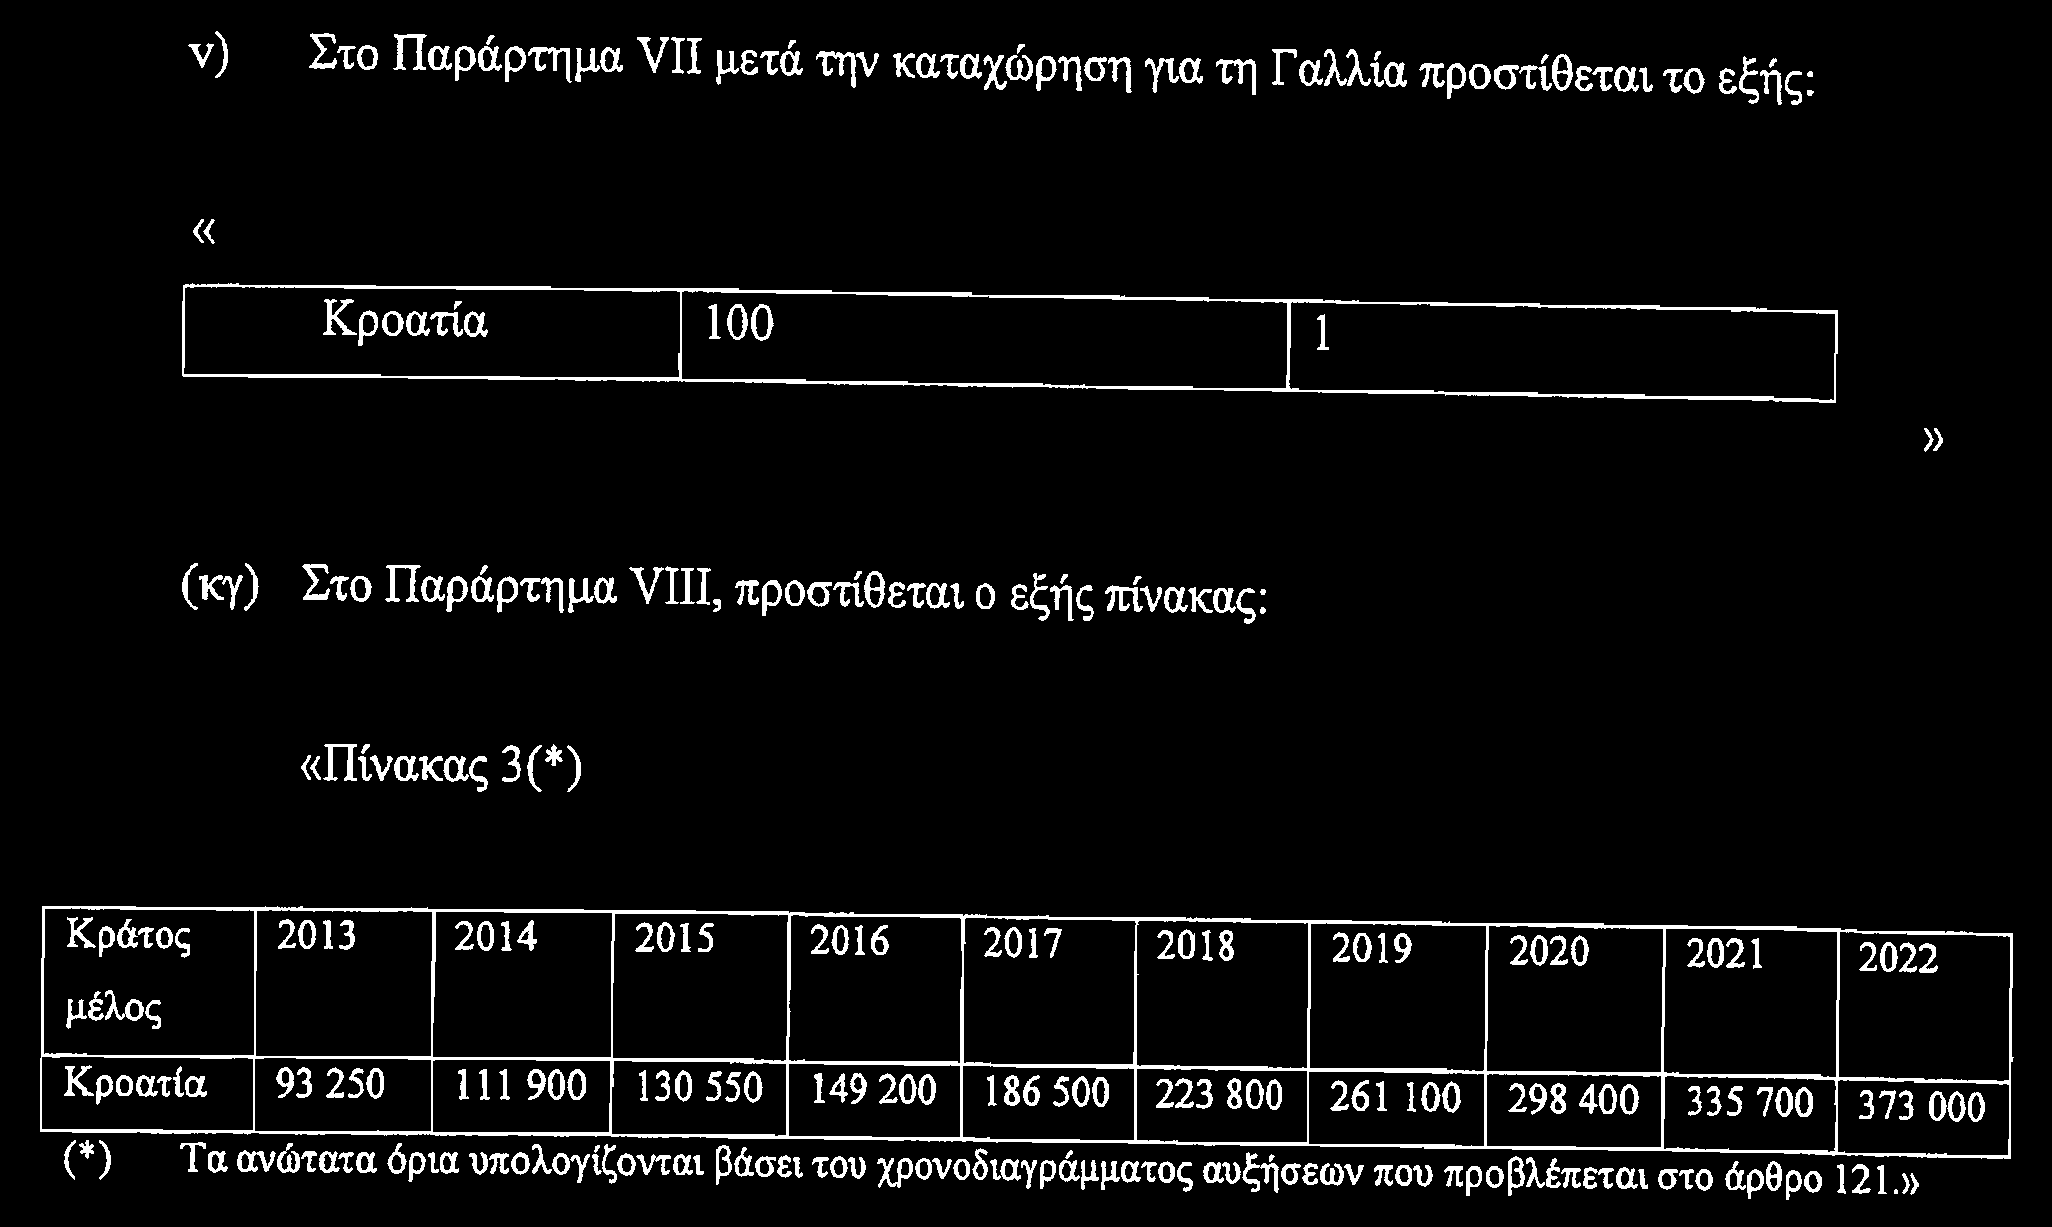 v) Στο Παράρτημα VII μετά την καταχώρηση για τη Γαλλία προστίθεται το εξής:
«
Κροατία 100 1
»
(κγ) Στο Παράρτημα VIII, προστίθεται ο εξής πίνακας:
«Πίνακας 3(*)
Κράτος μέλος 2013 2014 2015 2016 2017 2018 2019 2020 2021 2022
Κροατία 93 250 111 900 130 550 149 200 186 500 223 800 261 100 298 400 335 700 373 000
(*) Τα ανώτατα όρια υπολογίζονται βάσει του χρονοδιαγράμματος αυξήσεων που προβλέπεται στο άρθρο 121.»